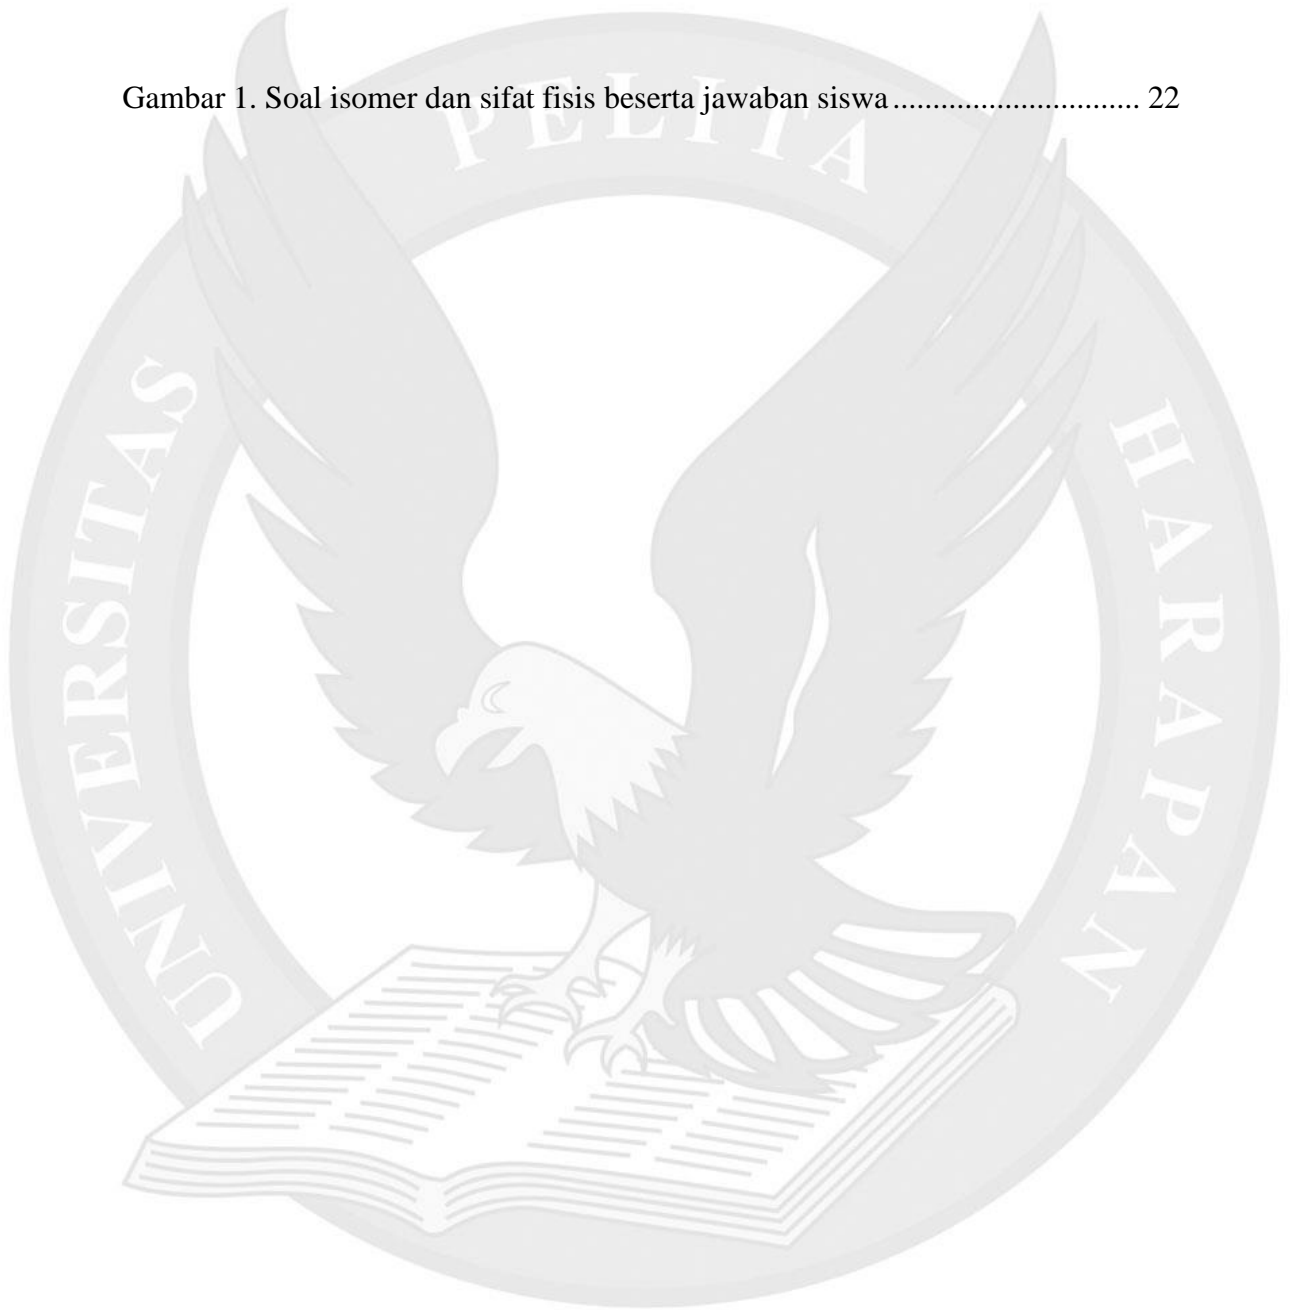 Gambar 1. Soal isomer dan sifat fisis beserta jawaban siswa ............................... 22
UNIVERSITAS PELITA HARAPAN